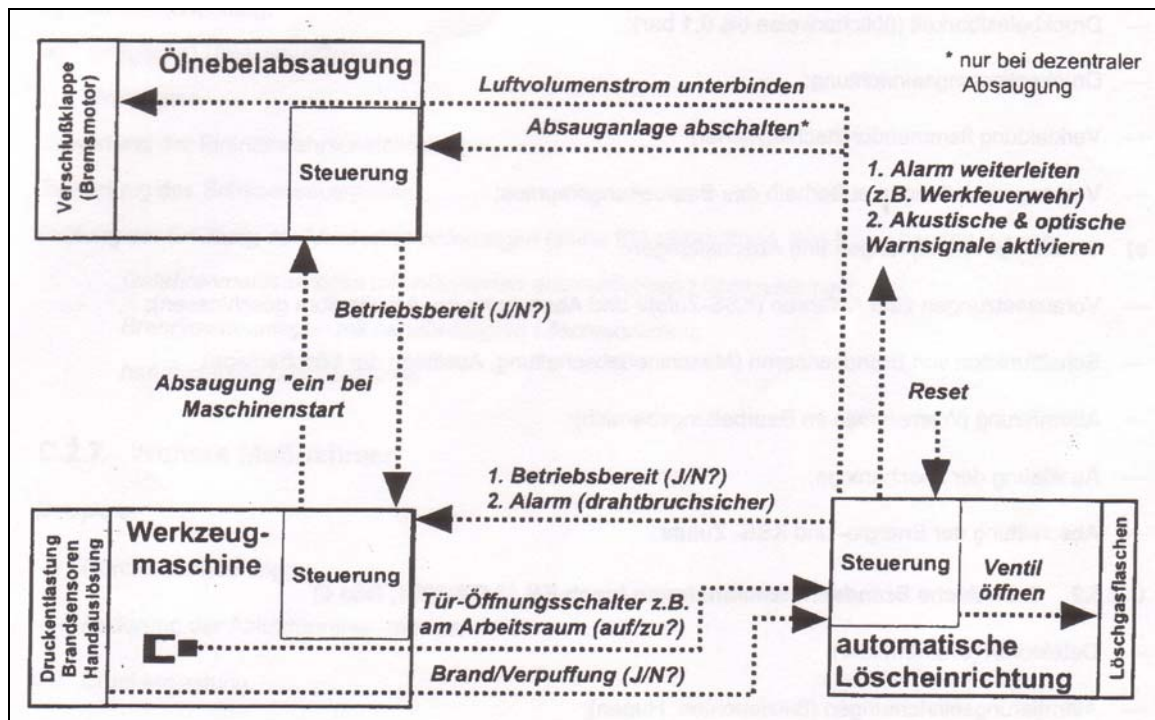 Ölnebelabsaugung
Verschlußklappe
(Bremsmotor)
Steuerung
* nur bei dezentraler
Absaugung
Luftvolumenstrom unterbinden
Absauganlage abschalten*
1. Alarm weiterleiten
(z.B. Werkfeuerwehr)
2. Akustische & optische
Warnsignale aktivieren
Betriebsbereit (J/N?)
Absaugung "ein" bei
Maschinenstart
Reset
1. Betriebsbereit (J/N?)
2. Alarm (drahtbruchsicher)
Druckentlastung
Brandsensoren
Handauslösung
Werkzeug-
maschine
Steuerung
Tür-Öffnungsschalter z.B.
am Arbeitsraum (auf/zu?)
Brand/Verpuffung (J/N?)
Steuerung
Ventil
öffnen
automatische
Löscheinrichtung
Löschgasflaschen